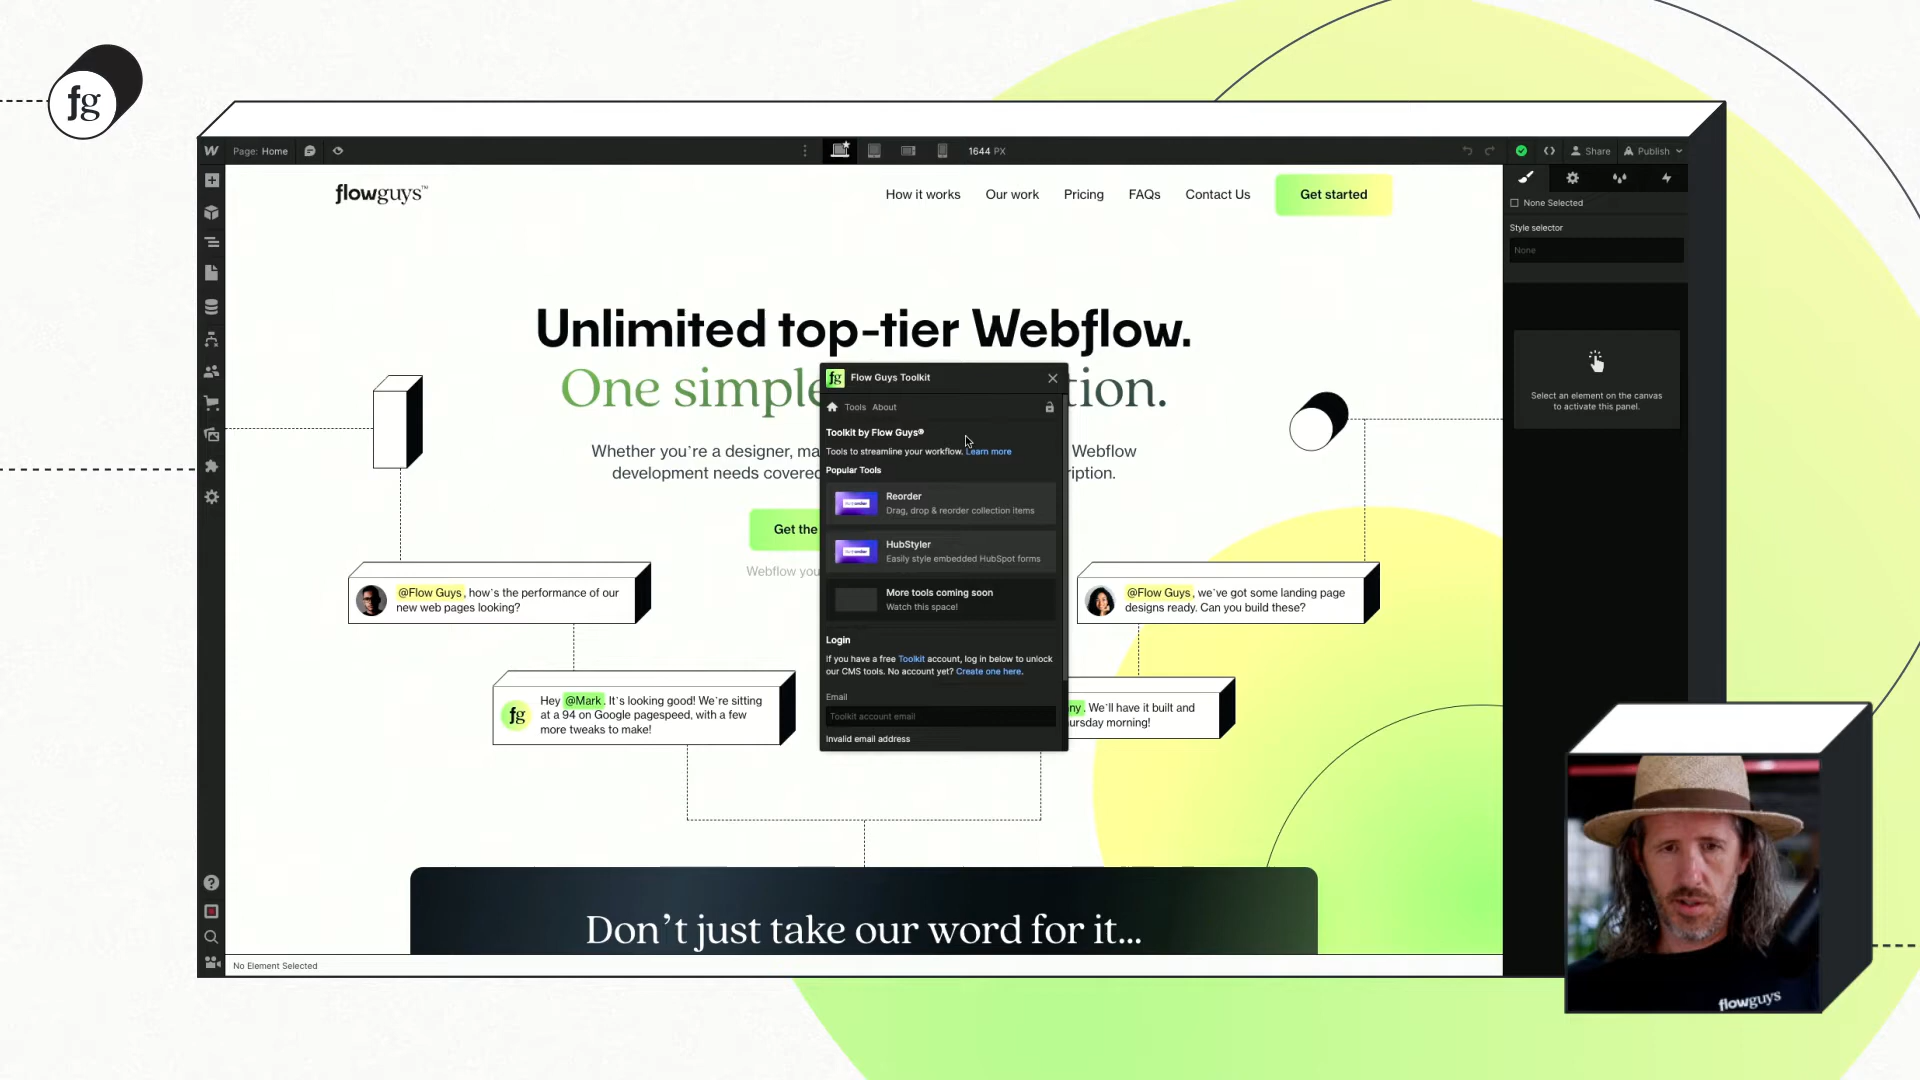 fg
Page: Home
1644 PX
Share
Publish
flowguys™
How it works
Our work
Pricing
FAQs
Contact Us
Get started
None Selected
Style selector
None
Select an element on the canvas
to activate this panel.
Unlimited top-tier Webflow.
One simple
tion.
Whether you're a designer, ma
Webflow
development needs covered
ription.
Get the
Webflow you
fg Flow Guys Toolkit
Tools
About
Toolkit by Flow Guys®
Tools to streamline your workflow. Learn more
Popular Tools
Reorder
Drag, drop & reorder collection items
HubStyler
Easily style embedded HubSpot forms
More tools coming soon
Watch this space!
Login
If you have a free Toolkit account, log in below to unlock
our CMS tools. No account yet? Create one here.
Email
Toolkit account email
Invalid email address
@Flow Guys, how's the performance of our
new web pages looking?
@Flow Guys, we've got some landing page
designs ready. Can you build these?
fg
Hey @Mark. It's looking good! We're sitting
at a 94 on Google pagespeed, with a few
more tweaks to make!
ny. We'll have it built and
ursday morning!
Don't just take our word for it...
No Element Selected
flowguys